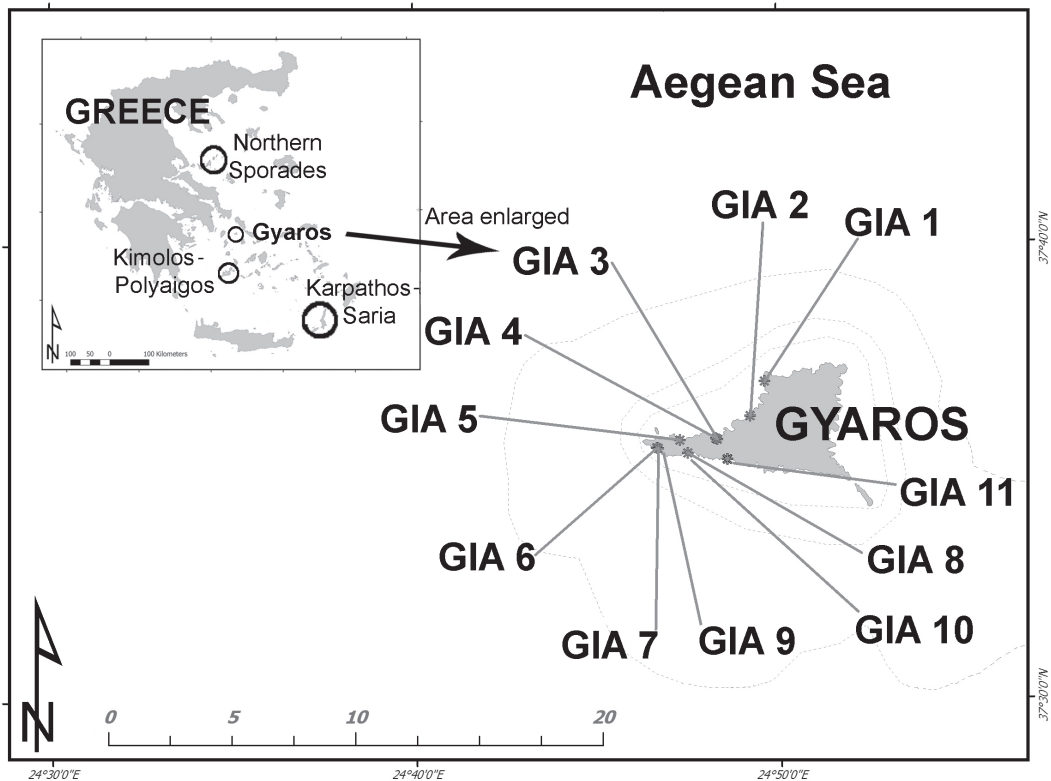 Aegean Sea
GREECE
Northern
Sporades
Gyaros
Kimolos-
Polyaigos
Karpathos-
Saria
N
100 50 0 100 Kilometers
Area enlarged
GIA 2
GIA 1
GIA 3
GIA 4
GIA 5
GYAROS
GIA 11
GIA 6
GIA 8
GIA 10
GIA 7
GIA 9
N
0 5 10 20
37°40'0"N
37°30'0"N
24°30'0"E
24°40'0"E
24°50'0"E